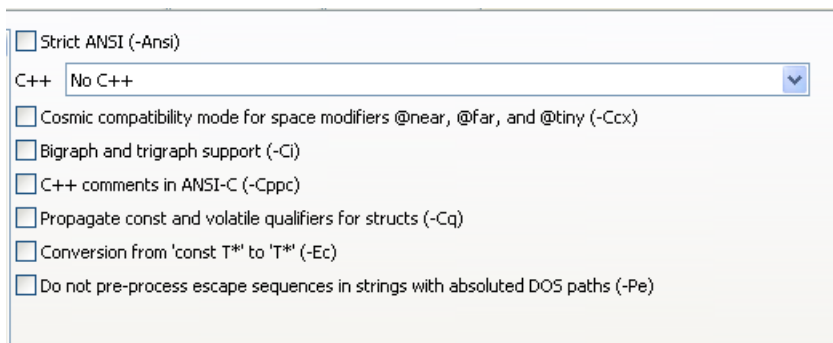 Strict ANSI (-Ansi)
C++ No C++
Cosmic compatibility mode for space modifiers @near, @far, and @tiny (-Ccx)
Bigraph and trigraph support (-Ci)
C++ comments in ANSI-C (-Cppc)
Propagate const and volatile qualifiers for structs (-Cq)
Conversion from 'const T*' to 'T*' (-Ec)
Do not pre-process escape sequences in strings with absoluted DOS paths (-Pe)